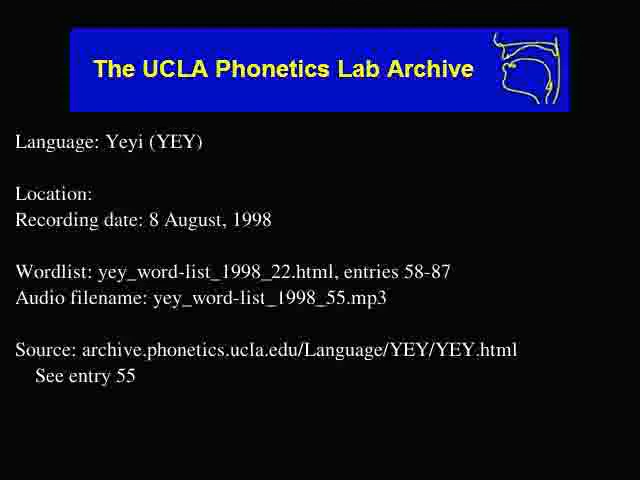 The UCLA Phonetics Lab Archive
Language: Yeyi (YEY)
Location:
Recording date: 8 August, 1998
Wordlist: yey_word-list_1998_22.html, entries 58-87
Audio filename: yey_word-list_1998_55.mp3
Source: archive.phonetics.ucla.edu/Language/YEY/YEY.html
See entry 55